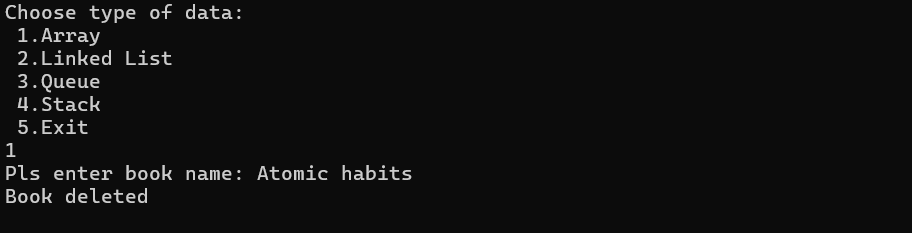 Choose type of data:
 1.Array
 2.Linked List
 3.Queue
 4.Stack
 5.Exit
1
Pls enter book name: Atomic habits
Book deleted